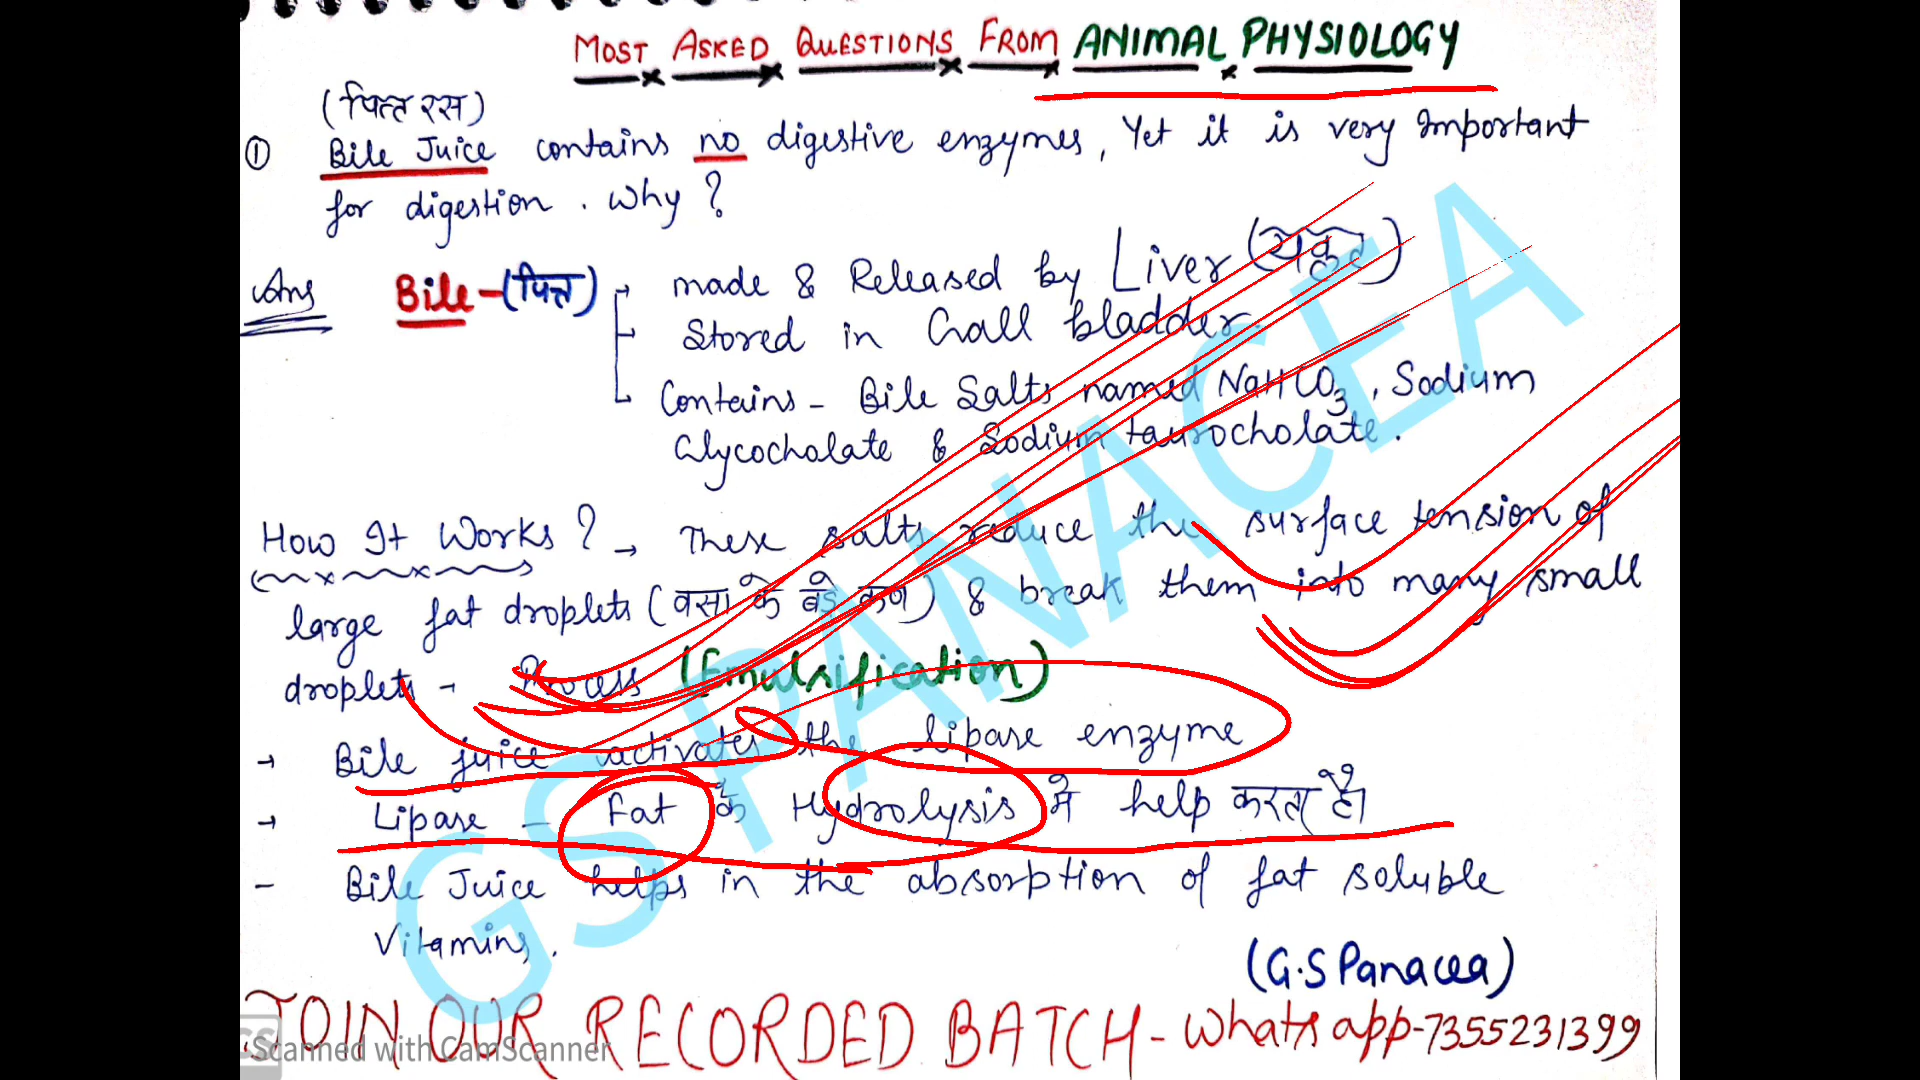 MOST ASKED QUESTIONS FROM ANIMAL PHYSIOLOGY
(पित्त रस)
① Bile Juice contains no digestive enzymes, Yet it is very Important
for digestion. Why?
Ans Bile-(पित्त) → made & Released by Liver (यकृत)
Stored in Gall bladder.
Contains - Bile Salts named NaHCO3, Sodium
Glycocholate & Sodium taurocholate.
How It Works? → These salts reduce the surface tension of
large fat droplets (वसा के बड़े कण) & break them into many small
droplets → Process (Emulsification)
→ Bile juice activates the lipase enzyme
→ Lipase - Fat के Hydrolysis मे help करता है।
- Bile Juice helps in the absorption of fat soluble
Vitamins.
(G.S Panacea)
JOIN OUR RECORDED BATCH - Whatsapp-7355231399
CS Scanned with CamScanner
GS PANACEA